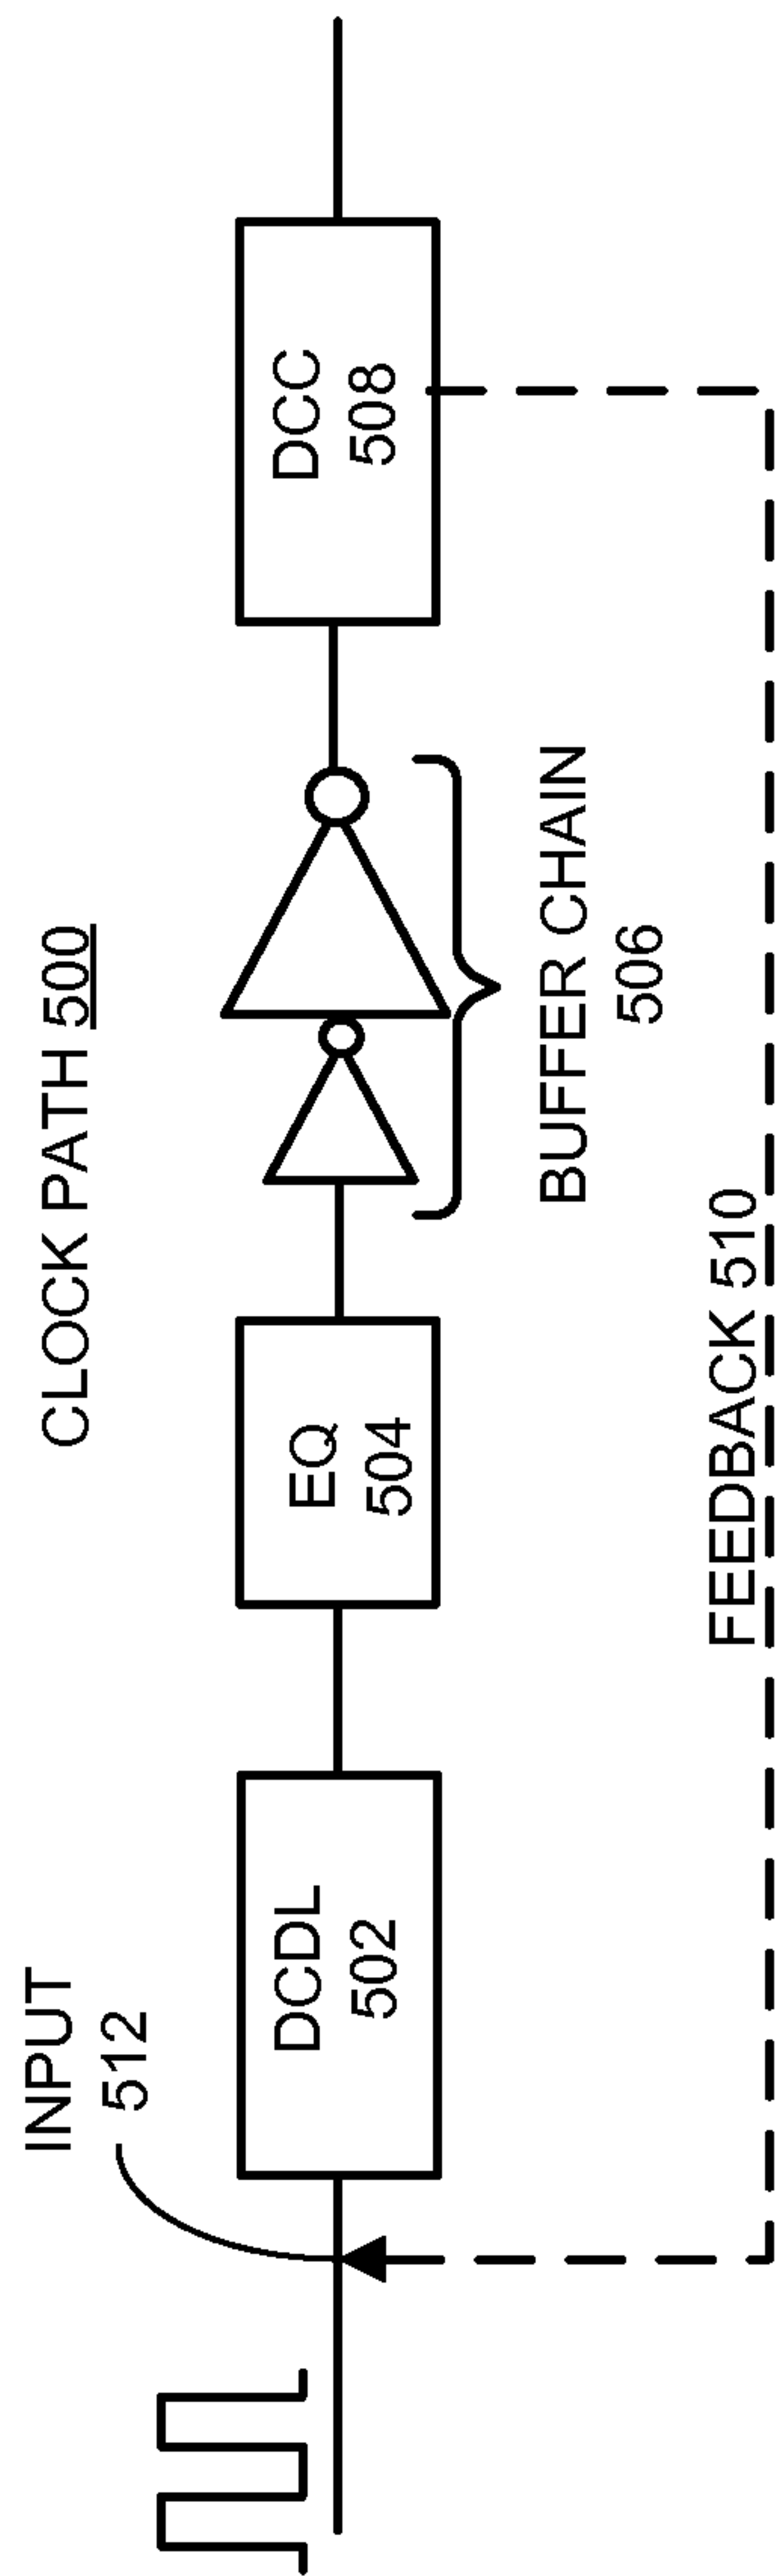 CLOCK PATH 500
INPUT
512
DCDL
502
EQ
504
BUFFER CHAIN
506
DCC
508
FEEDBACK 510